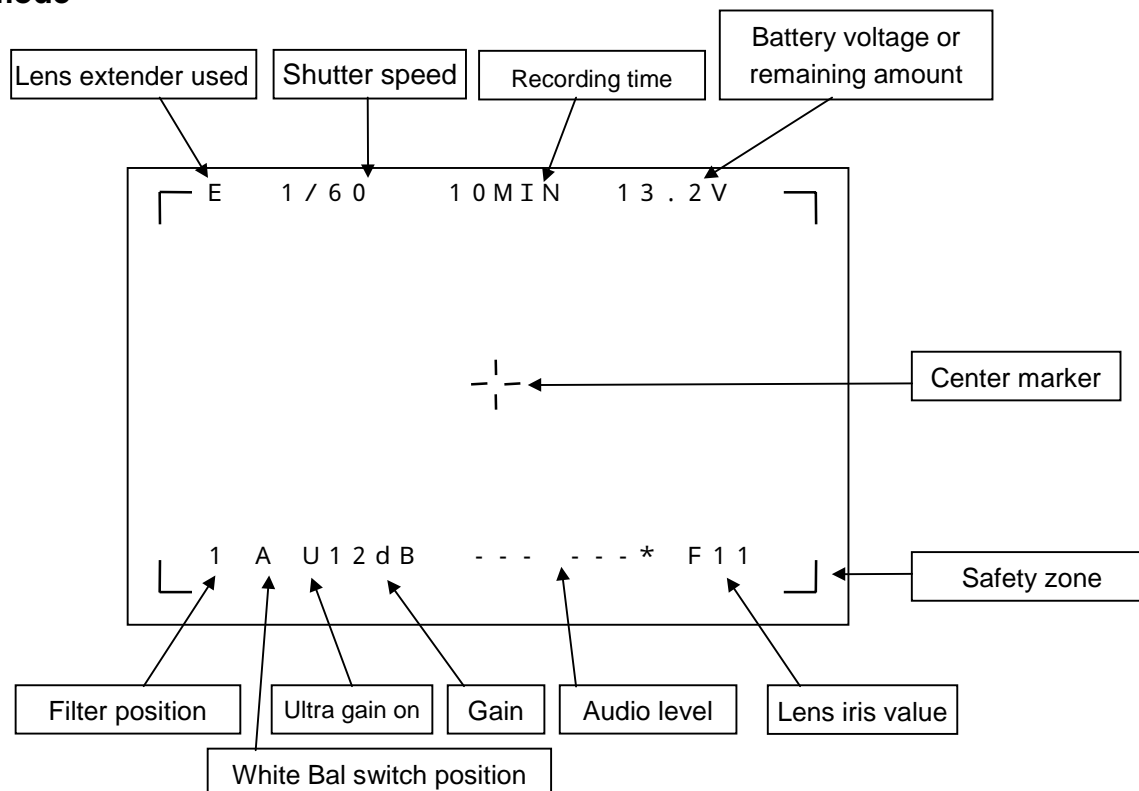 Battery voltage or
remaining amount
Lens extender used
Shutter speed
Recording time
E 1/60 10MIN 13.2V
Center marker
1 A U12dB --- ---* F11
Safety zone
Filter position
Ultra gain on
Gain
Audio level
Lens iris value
White Bal switch position